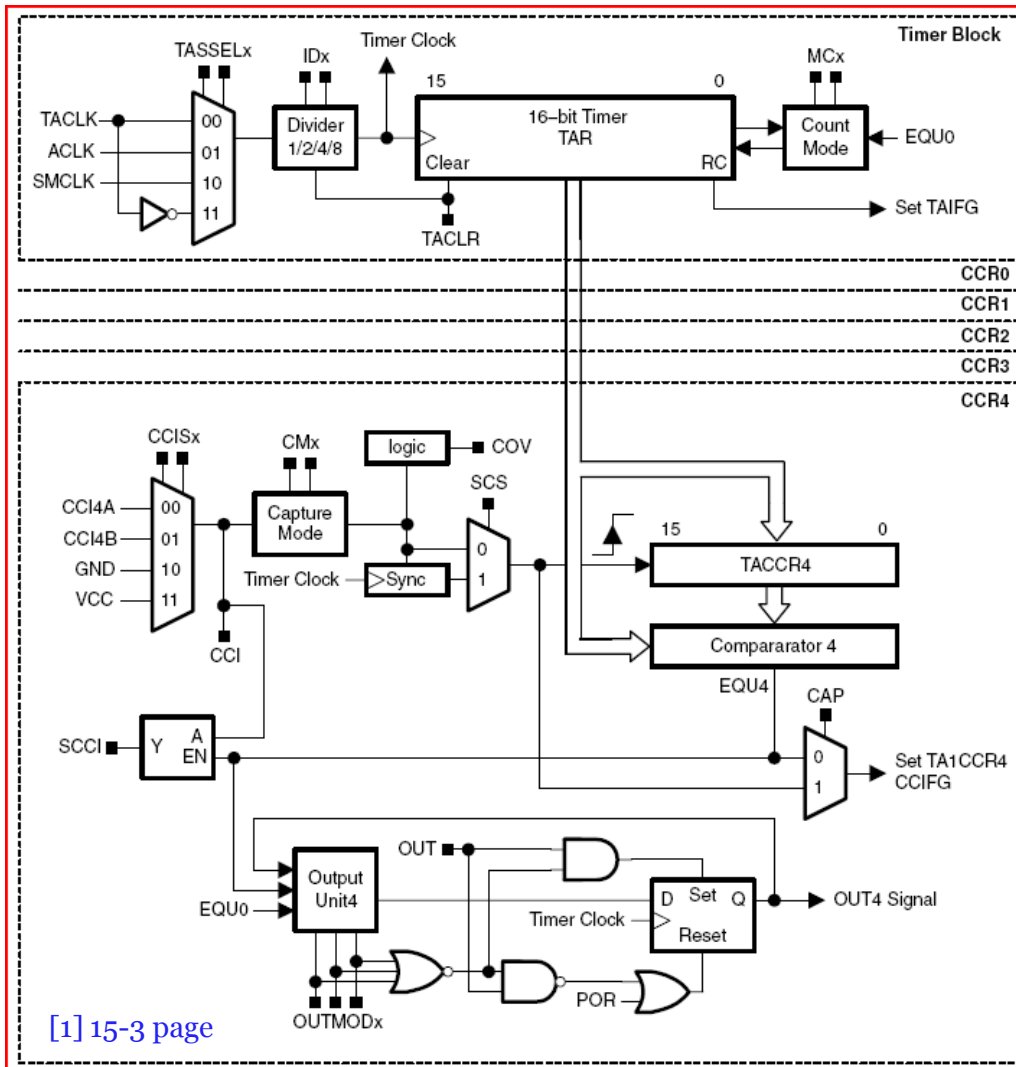 Timer Block
Timer Clock
TASSELx
IDx
15
0
MCx
TACLK
00
ACLK
01
SMCLK
10
11
Divider
1/2/4/8
16–bit Timer
TAR
Clear
RC
Count
Mode
EQU0
Set TAIFG
TACLR
CCR0
CCR1
CCR2
CCR3
CCR4
CCISx
CMx
logic
COV
SCS
CCI4A
00
CCI4B
01
GND
10
VCC
11
Capture
Mode
0
1
Timer Clock
Sync
15
0
TACCR4
CCI
Compararator 4
EQU4
CAP
SCCI
Y
A
EN
0
1
Set TA1CCR4
CCIFG
OUT
Output
Unit4
EQU0
D
Set
Q
Timer Clock
Reset
OUT4 Signal
POR
OUTMODx
[1] 15-3 page